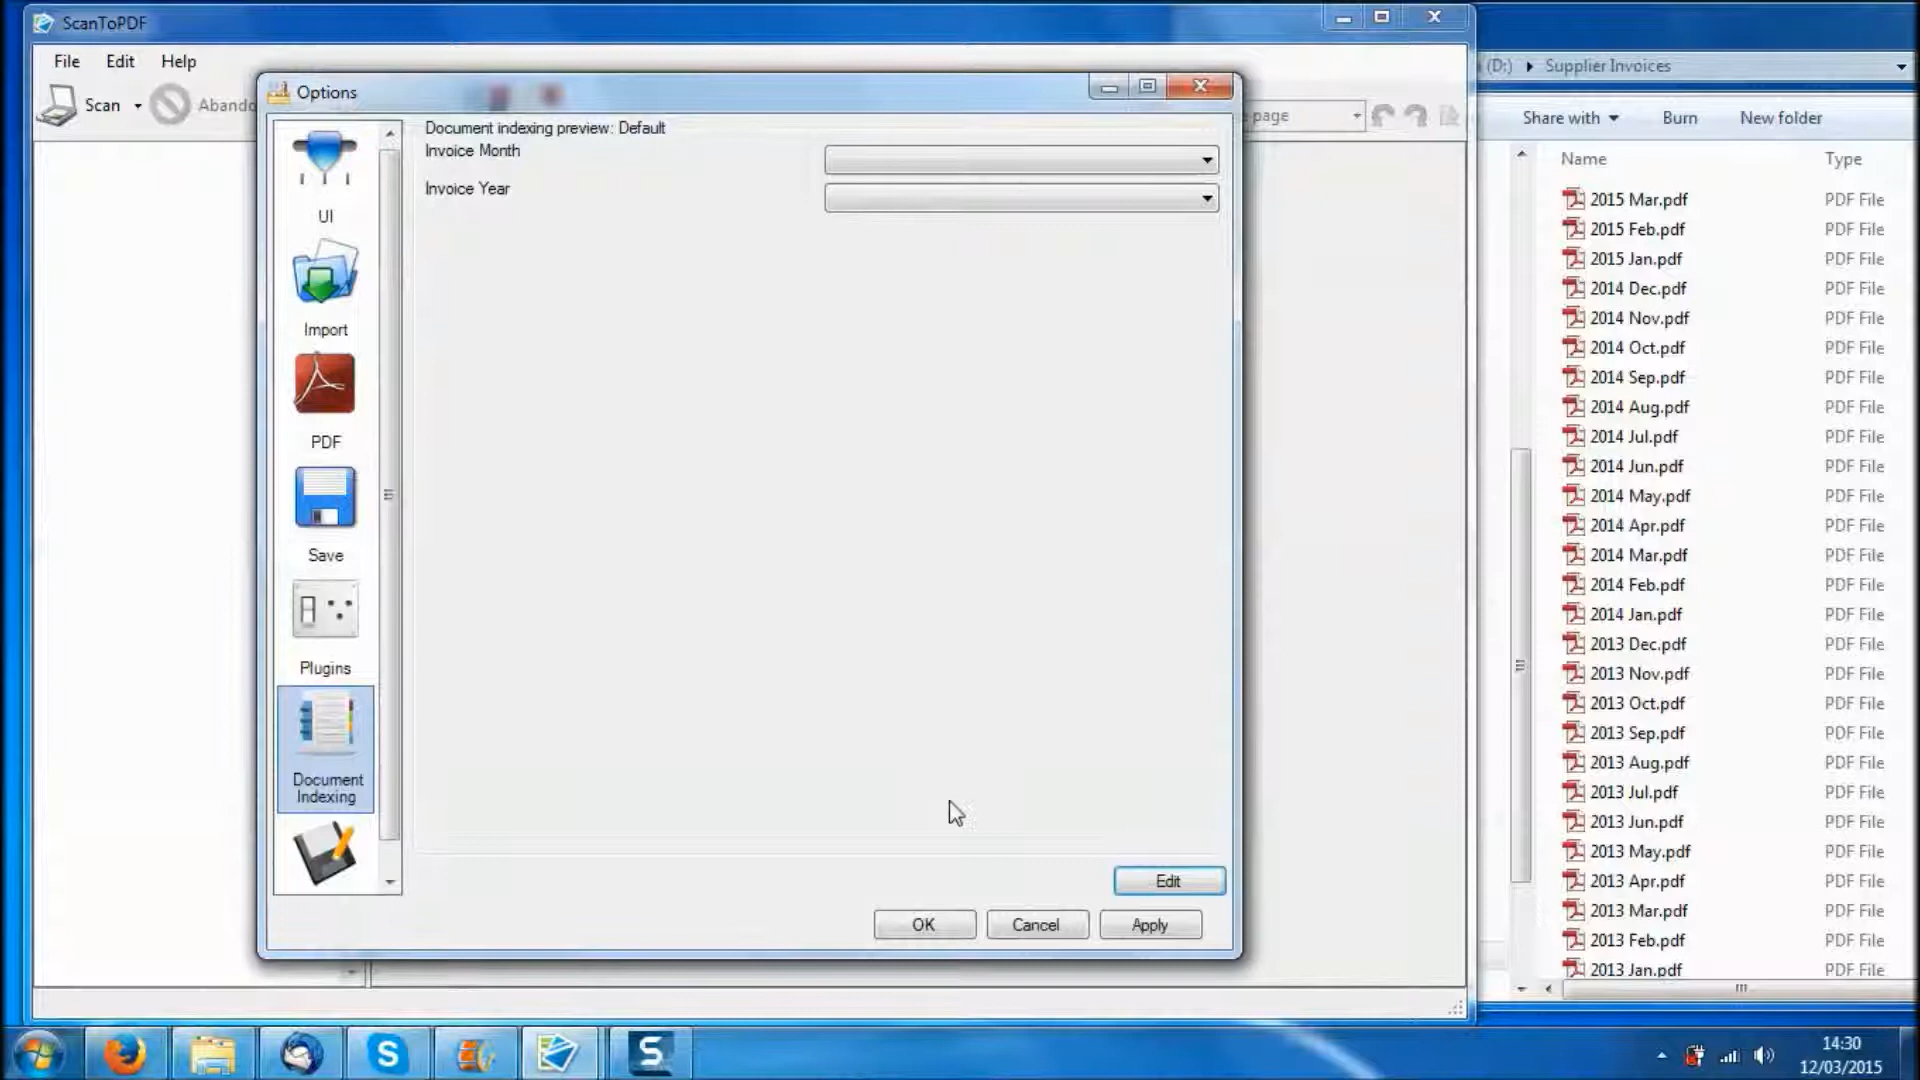 ScanToPDF
File Edit Help
Scan
Abando
Options
Document indexing preview: Default
Invoice Month
Invoice Year
UI
Import
PDF
Save
Plugins
Document
Indexing
Edit
OK Cancel Apply
page
(D:) Supplier Invoices
Share with Burn New folder
Name Type
2015 Mar.pdf PDF File
2015 Feb.pdf PDF File
2015 Jan.pdf PDF File
2014 Dec.pdf PDF File
2014 Nov.pdf PDF File
2014 Oct.pdf PDF File
2014 Sep.pdf PDF File
2014 Aug.pdf PDF File
2014 Jul.pdf PDF File
2014 Jun.pdf PDF File
2014 May.pdf PDF File
2014 Apr.pdf PDF File
2014 Mar.pdf PDF File
2014 Feb.pdf PDF File
2014 Jan.pdf PDF File
2013 Dec.pdf PDF File
2013 Nov.pdf PDF File
2013 Oct.pdf PDF File
2013 Sep.pdf PDF File
2013 Aug.pdf PDF File
2013 Jul.pdf PDF File
2013 Jun.pdf PDF File
2013 May.pdf PDF File
2013 Apr.pdf PDF File
2013 Mar.pdf PDF File
2013 Feb.pdf PDF File
2013 Jan.pdf PDF File
14:30
12/03/2015